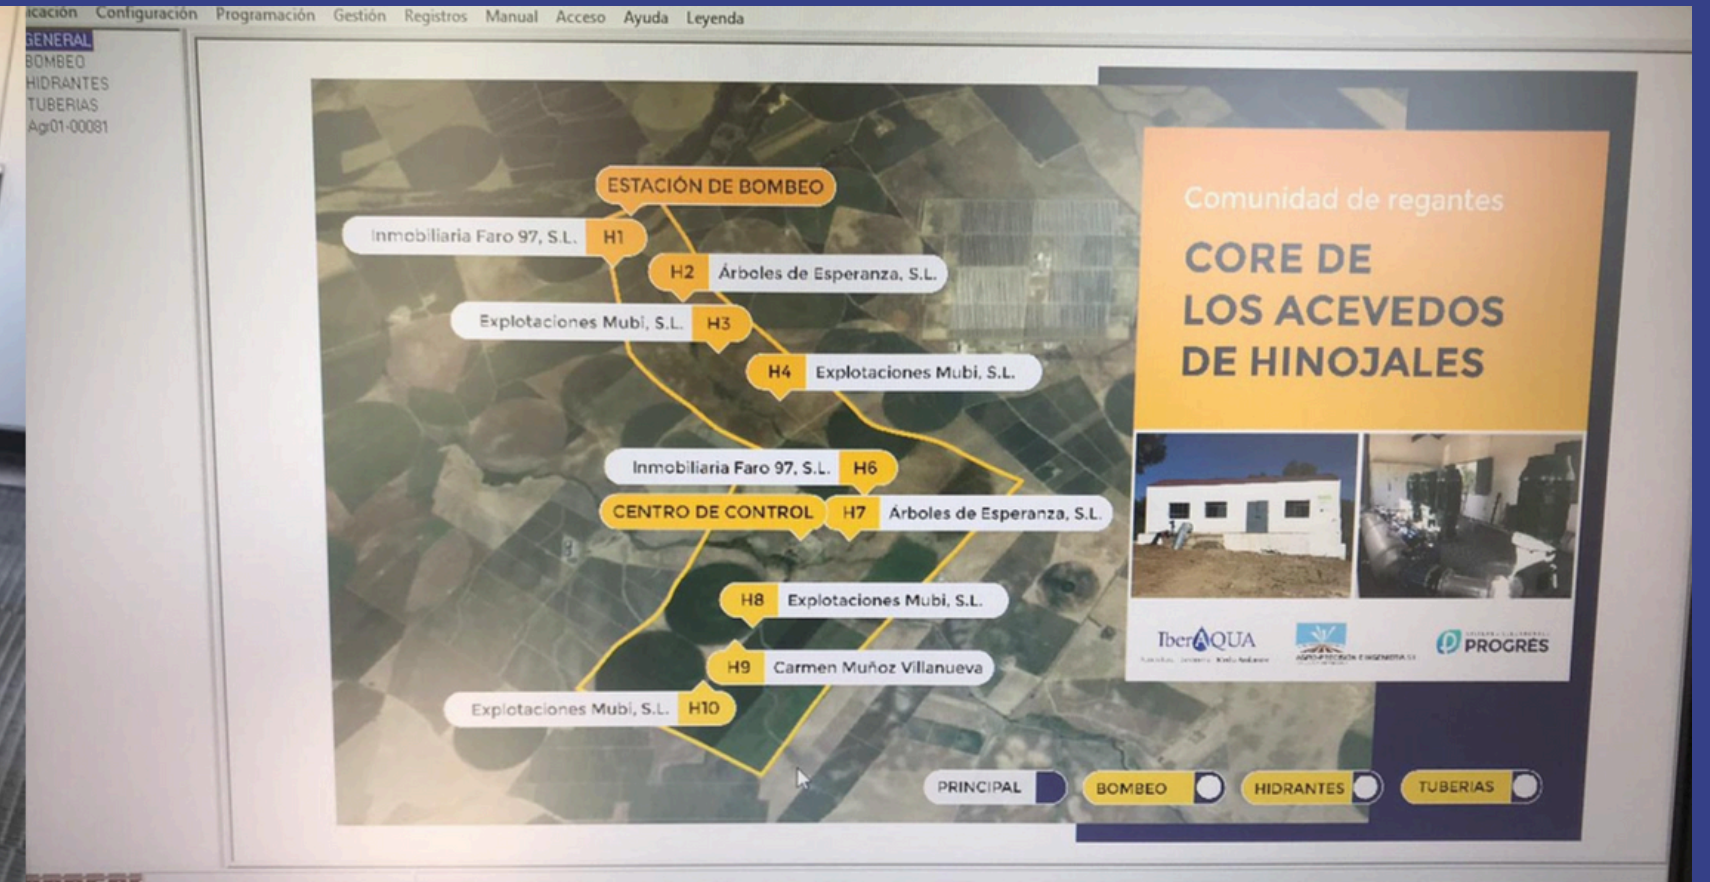 icación Configuración Programación Gestión Registros Manual Acceso Ayuda Leyenda
GENERAL
BOMBEO
HIDRANTES
TUBERIAS
Agr01-00081
ESTACIÓN DE BOMBEO
Inmobiliaria Faro 97, S.L. H1
H2 Árboles de Esperanza, S.L.
Explotaciones Mubi, S.L. H3
H4 Explotaciones Mubi, S.L.
Inmobiliaria Faro 97, S.L. H6
CENTRO DE CONTROL H7 Árboles de Esperanza, S.L.
H8 Explotaciones Mubi, S.L.
H9 Carmen Muñoz Villanueva
Explotaciones Mubi, S.L. H10
Comunidad de regantes
CORE DE
LOS ACEVEDOS
DE HINOJALES
IberAQUA
AGRO-PRECISIÓN E INGENIERIA S.L
PROGRÉS
PRINCIPAL BOMBEO HIDRANTES TUBERIAS